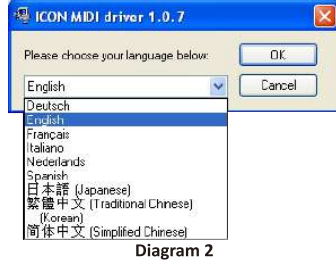 ICON MIDI driver 1.0.7
Please choose your language below:
OK
English
Cancel
Deutsch
English
Français
Italiano
Nederlands
Spanish
日本語 (Japanese)
繁體中文 (Traditional Chinese)
(Korean)
简体中文 (Simplified Chinese)
Diagram 2